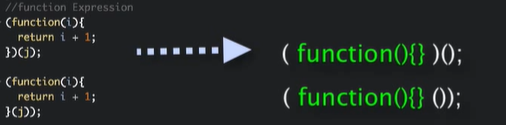 //function Expression
(function(i){
return i + 1;
})(j);
( function(){} )();
(function(i){
return i + 1;
}(j));
( function(){} ());